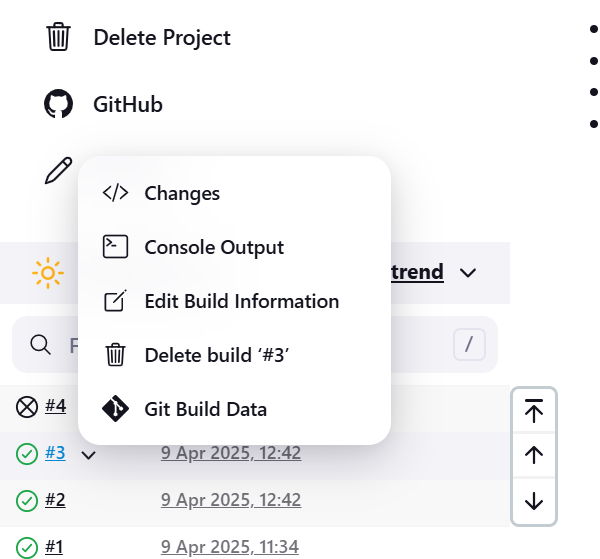 Delete Project
GitHub
Changes
Console Output
trend
Edit Build Information
/
Delete build ‘#3’
#4
Git Build Data
#3 9 Apr 2025, 12:42
#2 9 Apr 2025, 12:42
#1 9 Apr 2025, 11:34